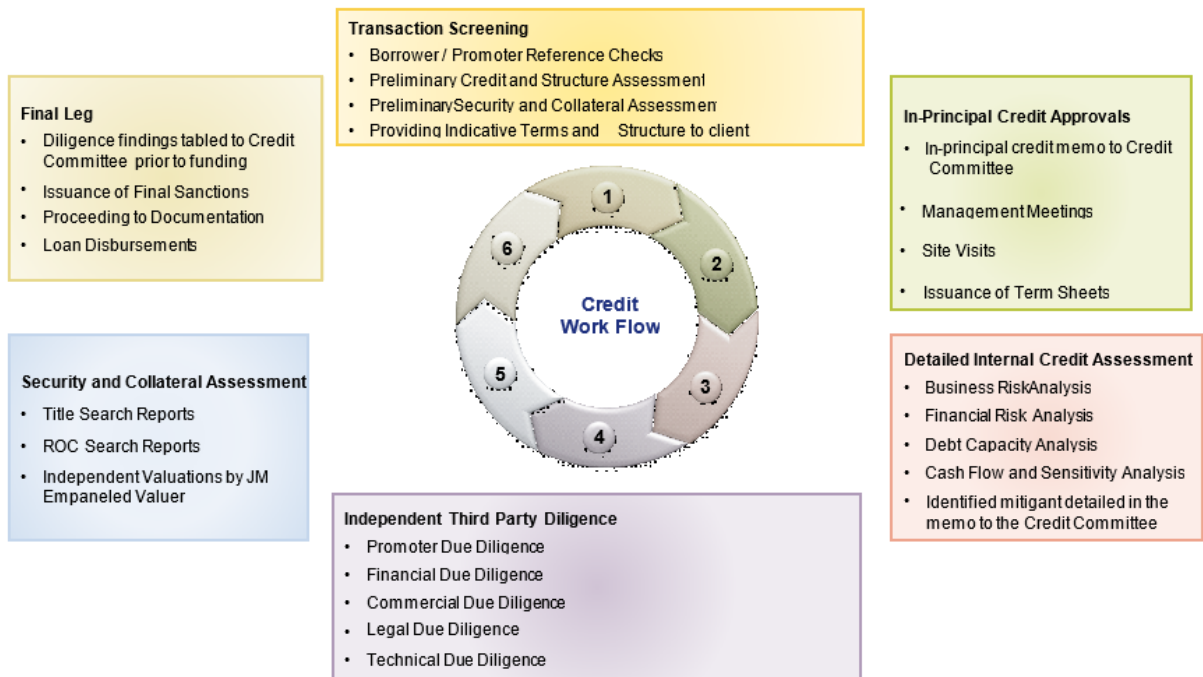 Transaction Screening
• Borrower / Promoter Reference Checks
• Preliminary Credit and Structure Assessment
• PreliminarySecurity and Collateral Assessment
• Providing Indicative Terms and Structure to client
Final Leg
• Diligence findings tabled to Credit
Committee prior to funding
• Issuance of Final Sanctions
• Proceeding to Documentation
• Loan Disbursements
In-Principal Credit Approvals
• In-principal credit memo to Credit
Committee
• Management Meetings
• Site Visits
• Issuance of Term Sheets
1
2
3
4
5
6
Credit
Work Flow
Security and Collateral Assessment
• Title Search Reports
• ROC Search Reports
• Independent Valuations by JM
Empaneled Valuer
Detailed Internal Credit Assessment
• Business RiskAnalysis
• Financial Risk Analysis
• Debt Capacity Analysis
• Cash Flow and Sensitivity Analysis
• Identified mitigant detailed in the
memo to the Credit Committee
Independent Third Party Diligence
• Promoter Due Diligence
• Financial Due Diligence
• Commercial Due Diligence
• Legal Due Diligence
• Technical Due Diligence